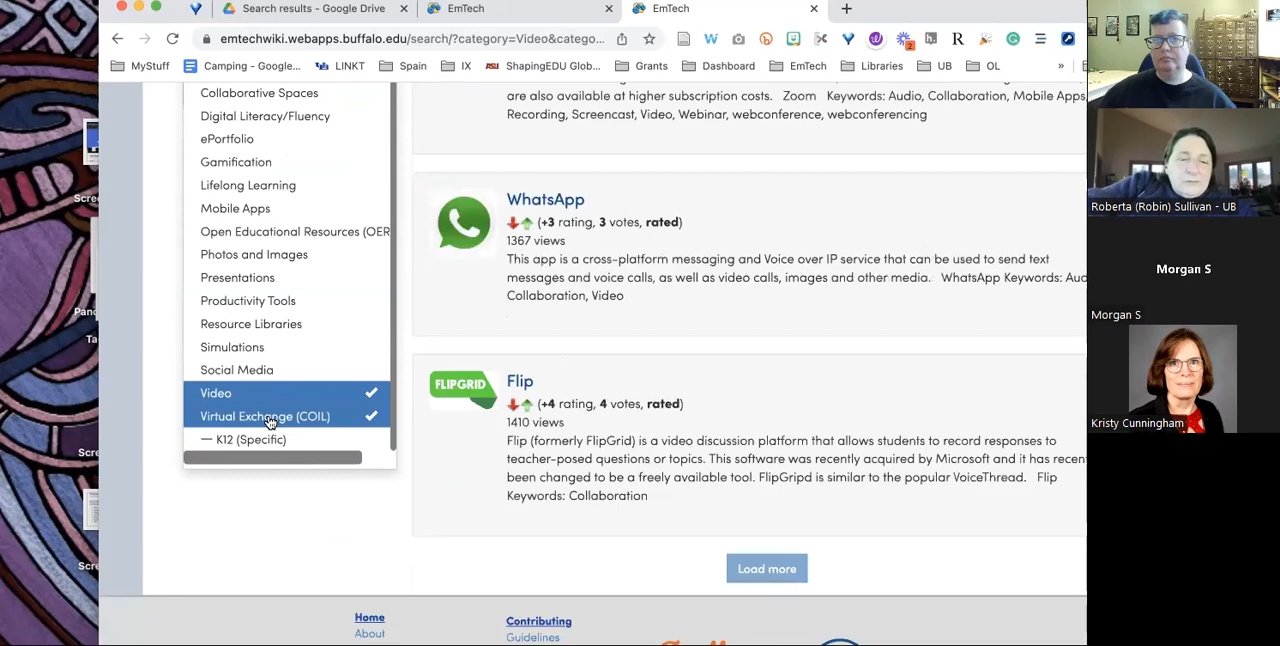 Search results - Google Drive
EmTech
EmTech
emtechwiki.webapps.buffalo.edu/search/?category=Video&catego...
MyStuff
Camping - Google...
LINKT
Spain
IX
ShapingEDU Glob...
Grants
Dashboard
EmTech
Libraries
UB
OL
»
Collaborative Spaces
Digital Literacy/Fluency
ePortfolio
Gamification
Lifelong Learning
Mobile Apps
Open Educational Resources (OER
Photos and Images
Presentations
Productivity Tools
Resource Libraries
Simulations
Social Media
Video
Virtual Exchange (COIL)
— K12 (Specific)
are also available at higher subscription costs. Zoom Keywords: Audio, Collaboration, Mobile Apps,
Recording, Screencast, Video, Webinar, webconference, webconferencing
WhatsApp
(+3 rating, 3 votes, rated)
1367 views
This app is a cross-platform messaging and Voice over IP service that can be used to send text
messages and voice calls, as well as video calls, images and other media. WhatsApp Keywords: Aud
Collaboration, Video
FLIPGRID
Flip
(+4 rating, 4 votes, rated)
1410 views
Flip (formerly FlipGrid) is a video discussion platform that allows students to record responses to
teacher-posed questions or topics. This software was recently acquired by Microsoft and it has recen
been changed to be a freely available tool. FlipGripd is similar to the popular VoiceThread. Flip
Keywords: Collaboration
Load more
Home
About
Contributing
Guidelines
Scre
Pand
Ta
Scre
Scre
Roberta (Robin) Sullivan - UB
Morgan S
Morgan S
Kristy Cunningham